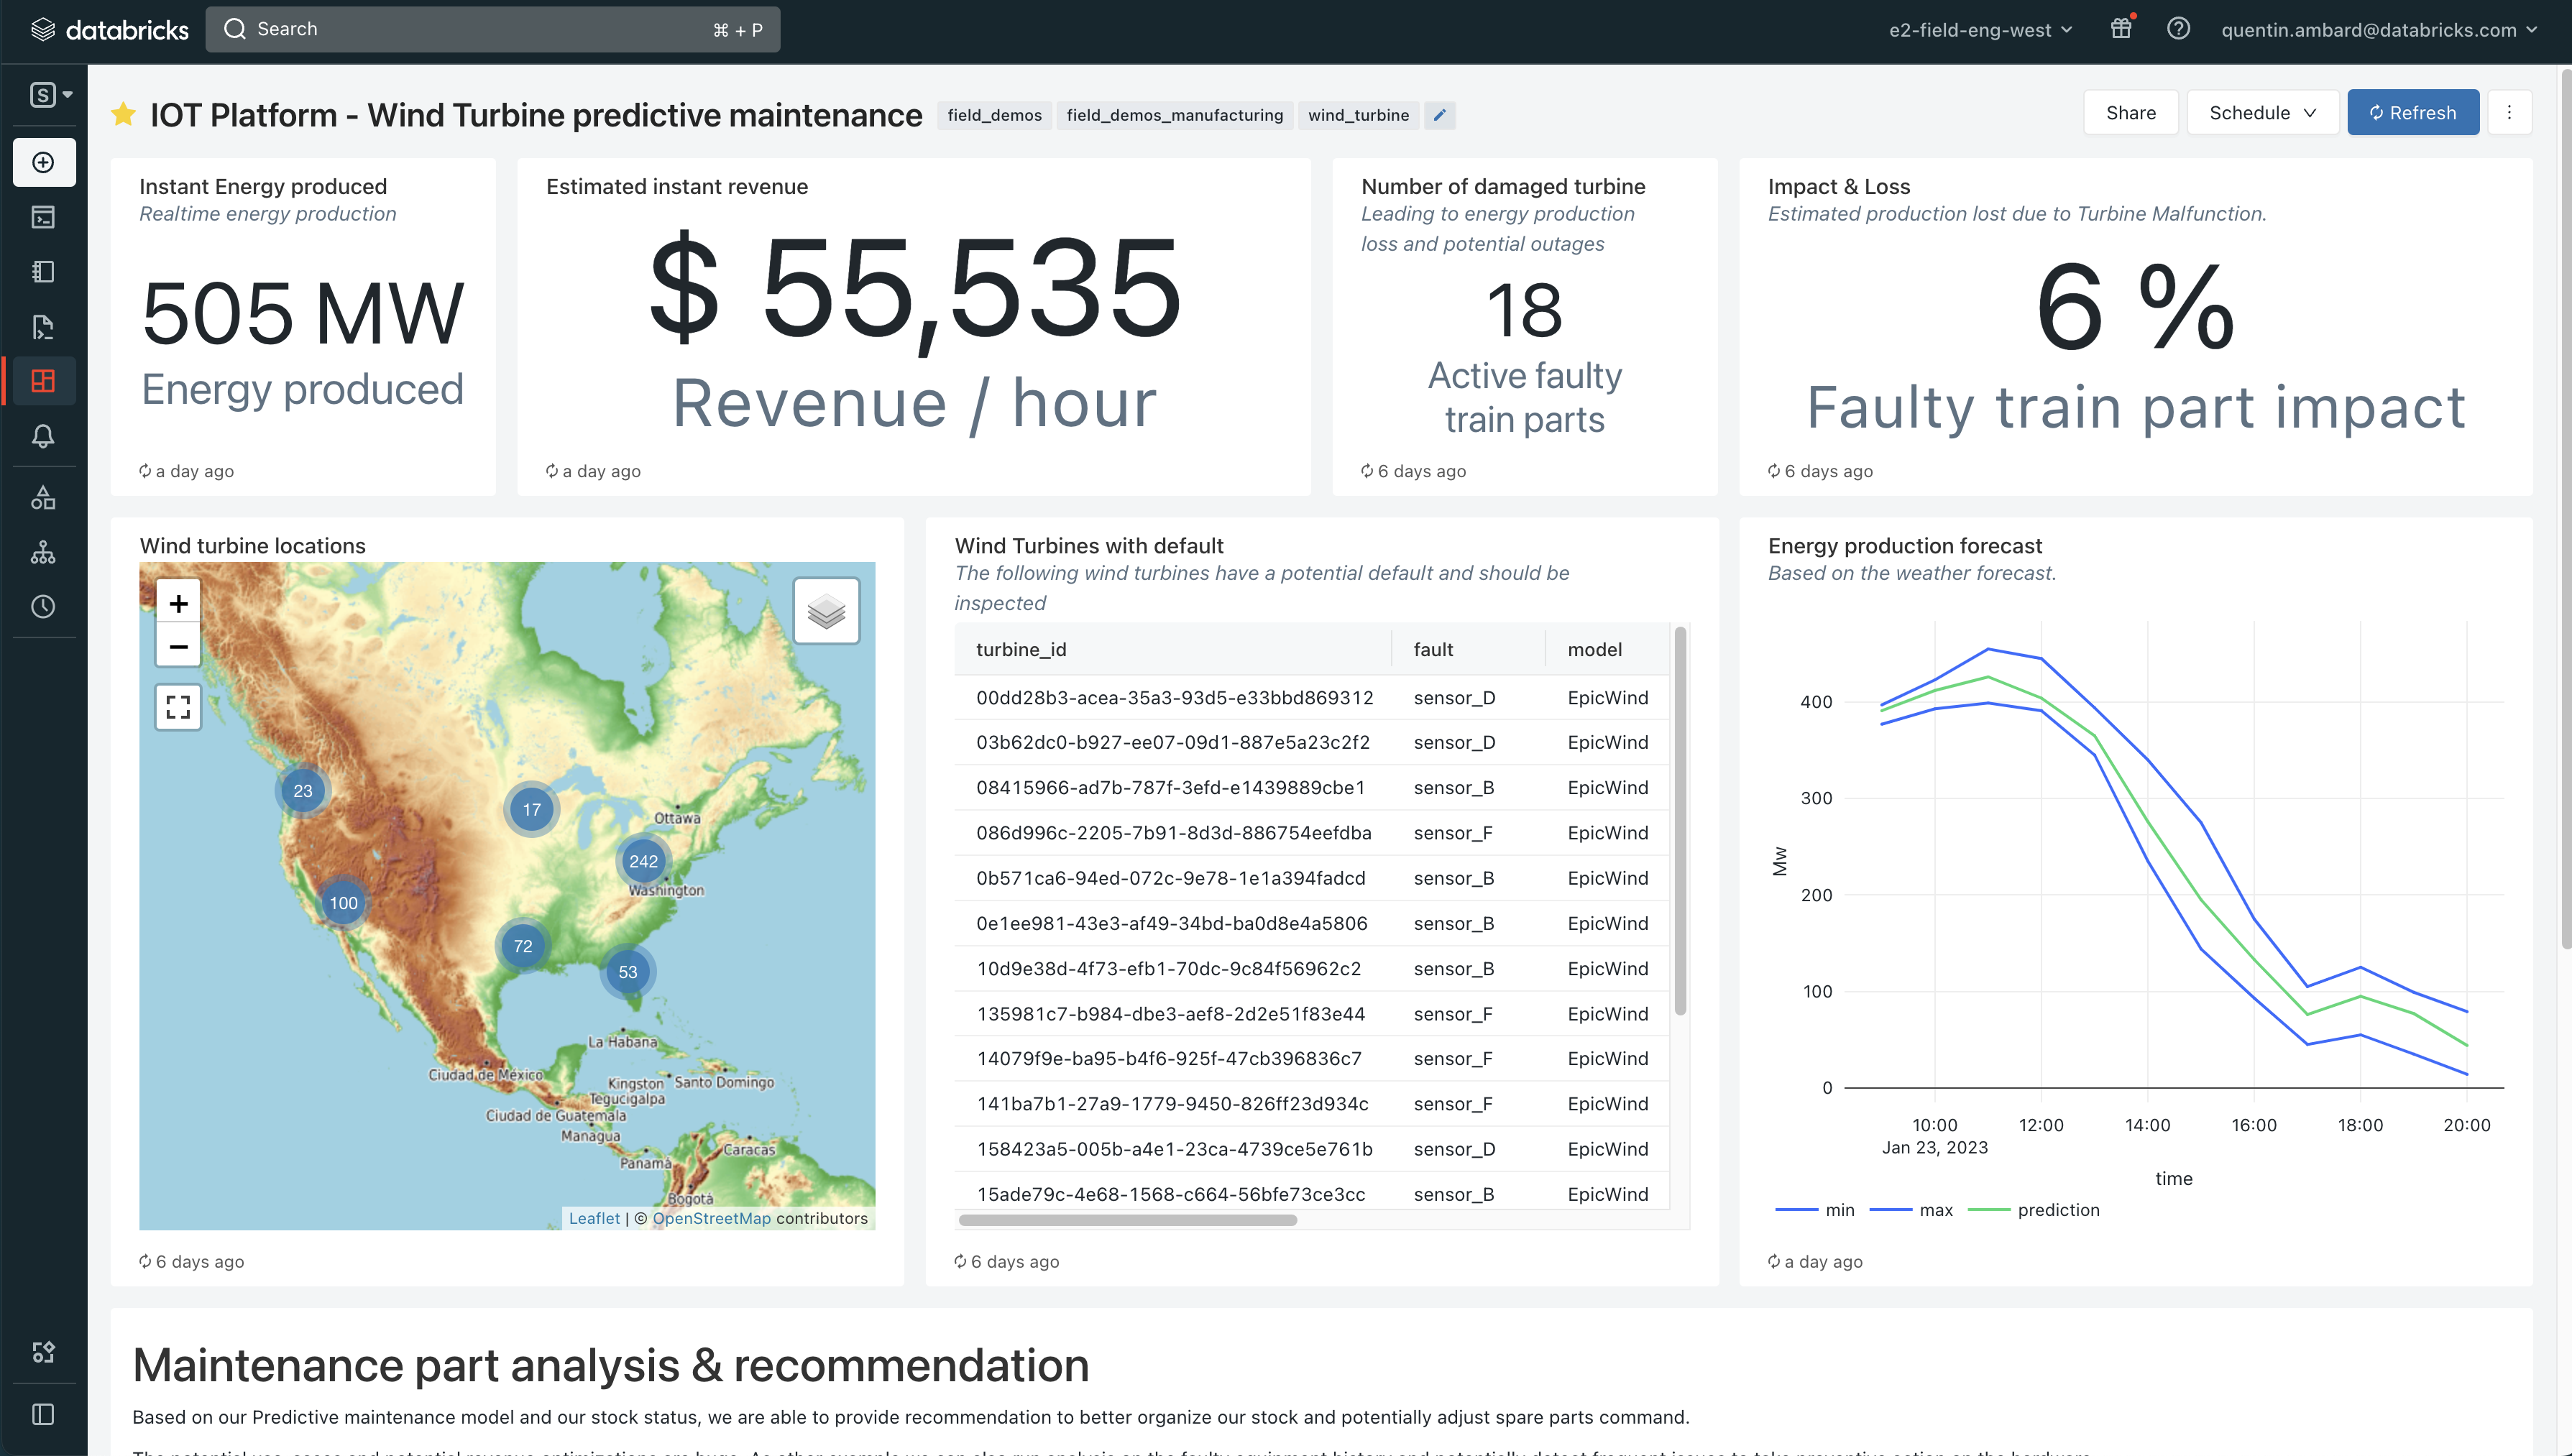 databricks
Search
⌘ + P
e2-field-eng-west
quentin.ambard@databricks.com
S
IOT Platform - Wind Turbine predictive maintenance
field_demos
field_demos_manufacturing
wind_turbine
Share
Schedule
Refresh
Instant Energy produced
Realtime energy production
505 MW
Energy produced
a day ago
Estimated instant revenue
$ 55,535
Revenue / hour
a day ago
Number of damaged turbine
Leading to energy production
loss and potential outages
18
Active faulty
train parts
6 days ago
Impact & Loss
Estimated production lost due to Turbine Malfunction.
6 %
Faulty train part impact
6 days ago
Wind turbine locations
+
−
23
17
Ottawa
242
Washington
100
72
53
La Habana
Ciudad de México
Kingston
Santo Domingo
Tegucigalpa
Ciudad de Guatemala
Managua
Caracas
Panamá
Bogotá
Leaflet | © OpenStreetMap contributors
6 days ago
Wind Turbines with default
The following wind turbines have a potential default and should be
inspected
turbine_id fault model
00dd28b3-acea-35a3-93d5-e33bbd869312 sensor_D EpicWind
03b62dc0-b927-ee07-09d1-887e5a23c2f2 sensor_D EpicWind
08415966-ad7b-787f-3efd-e1439889cbe1 sensor_B EpicWind
086d996c-2205-7b91-8d3d-886754eefdba sensor_F EpicWind
0b571ca6-94ed-072c-9e78-1e1a394fadcd sensor_B EpicWind
0e1ee981-43e3-af49-34bd-ba0d8e4a5806 sensor_B EpicWind
10d9e38d-4f73-efb1-70dc-9c84f56962c2 sensor_B EpicWind
135981c7-b984-dbe3-aef8-2d2e51f83e44 sensor_F EpicWind
14079f9e-ba95-b4f6-925f-47cb396836c7 sensor_F EpicWind
141ba7b1-27a9-1779-9450-826ff23d934c sensor_F EpicWind
158423a5-005b-a4e1-23ca-4739ce5e761b sensor_D EpicWind
15ade79c-4e68-1568-c664-56bfe73ce3cc sensor_B EpicWind
6 days ago
Energy production forecast
Based on the weather forecast.
400
300
200
100
0
Mw
10:00 12:00 14:00 16:00 18:00 20:00
Jan 23, 2023
time
min max prediction
a day ago
Maintenance part analysis & recommendation
Based on our Predictive maintenance model and our stock status, we are able to provide recommendation to better organize our stock and potentially adjust spare parts command.